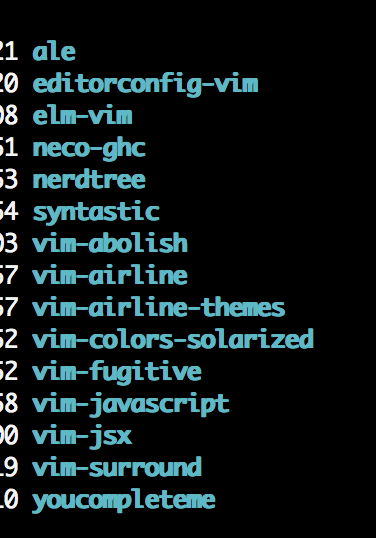 21 ale
20 editorconfig-vim
08 elm-vim
51 neco-ghc
53 nerdtree
54 syntastic
03 vim-abolish
57 vim-airline
57 vim-airline-themes
52 vim-colors-solarized
52 vim-fugitive
58 vim-javascript
00 vim-jsx
19 vim-surround
10 youcompleteme